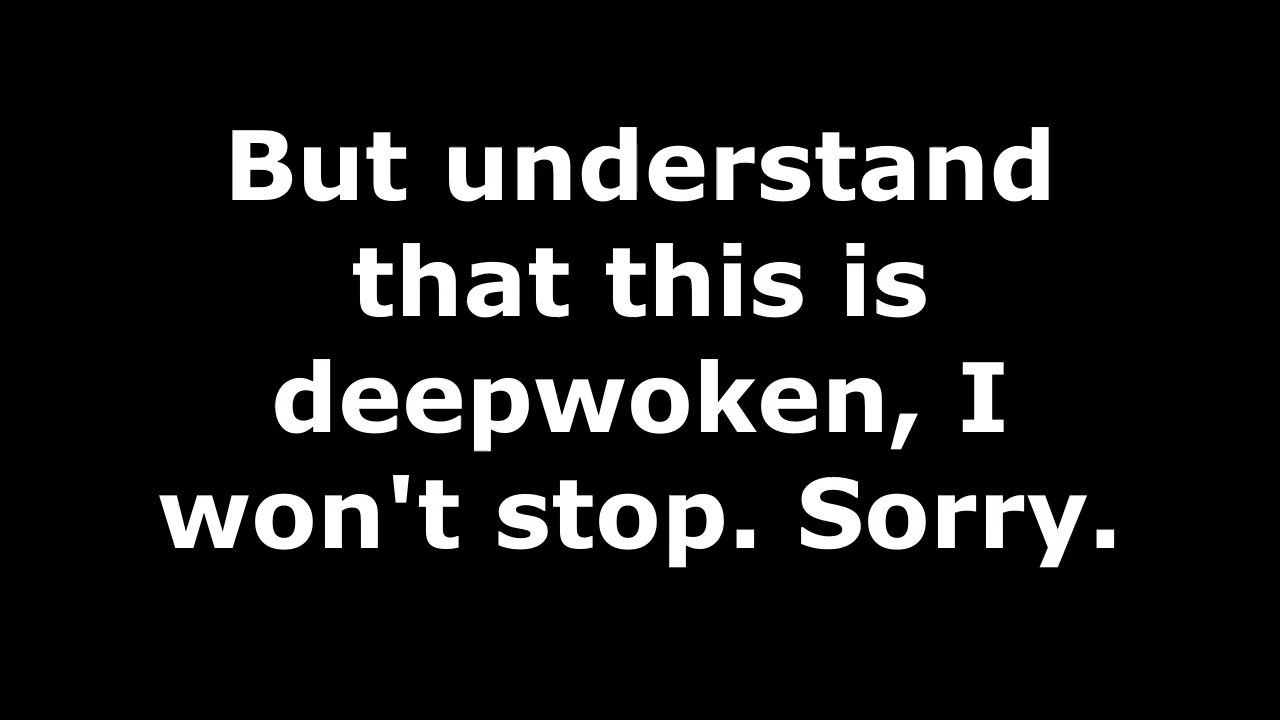 But understand
that this is
deepwoken, I
won't stop. Sorry.